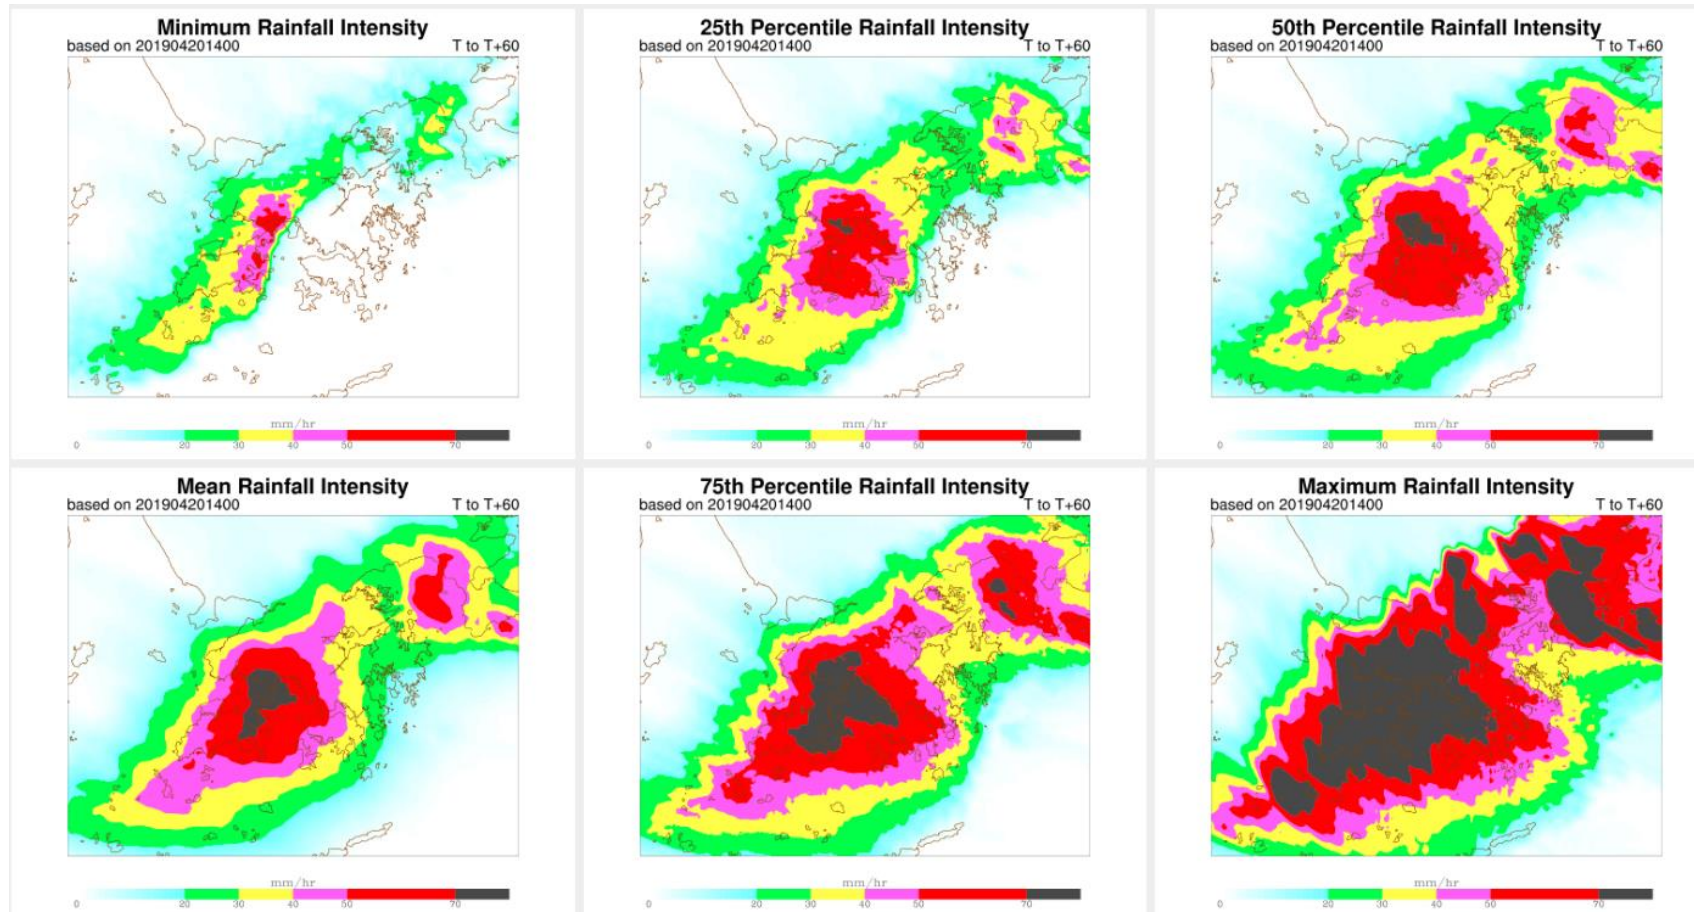 Minimum Rainfall Intensity
based on 201904201400 T to T+60
mm/hr
0 20 30 40 50 70
25th Percentile Rainfall Intensity
based on 201904201400 T to T+60
mm/hr
0 20 30 40 50 70
50th Percentile Rainfall Intensity
based on 201904201400 T to T+60
mm/hr
0 20 30 40 50 70
Mean Rainfall Intensity
based on 201904201400 T to T+60
mm/hr
0 20 30 40 50 70
75th Percentile Rainfall Intensity
based on 201904201400 T to T+60
mm/hr
0 20 30 40 50 70
Maximum Rainfall Intensity
based on 201904201400 T to T+60
mm/hr
0 20 30 40 50 70